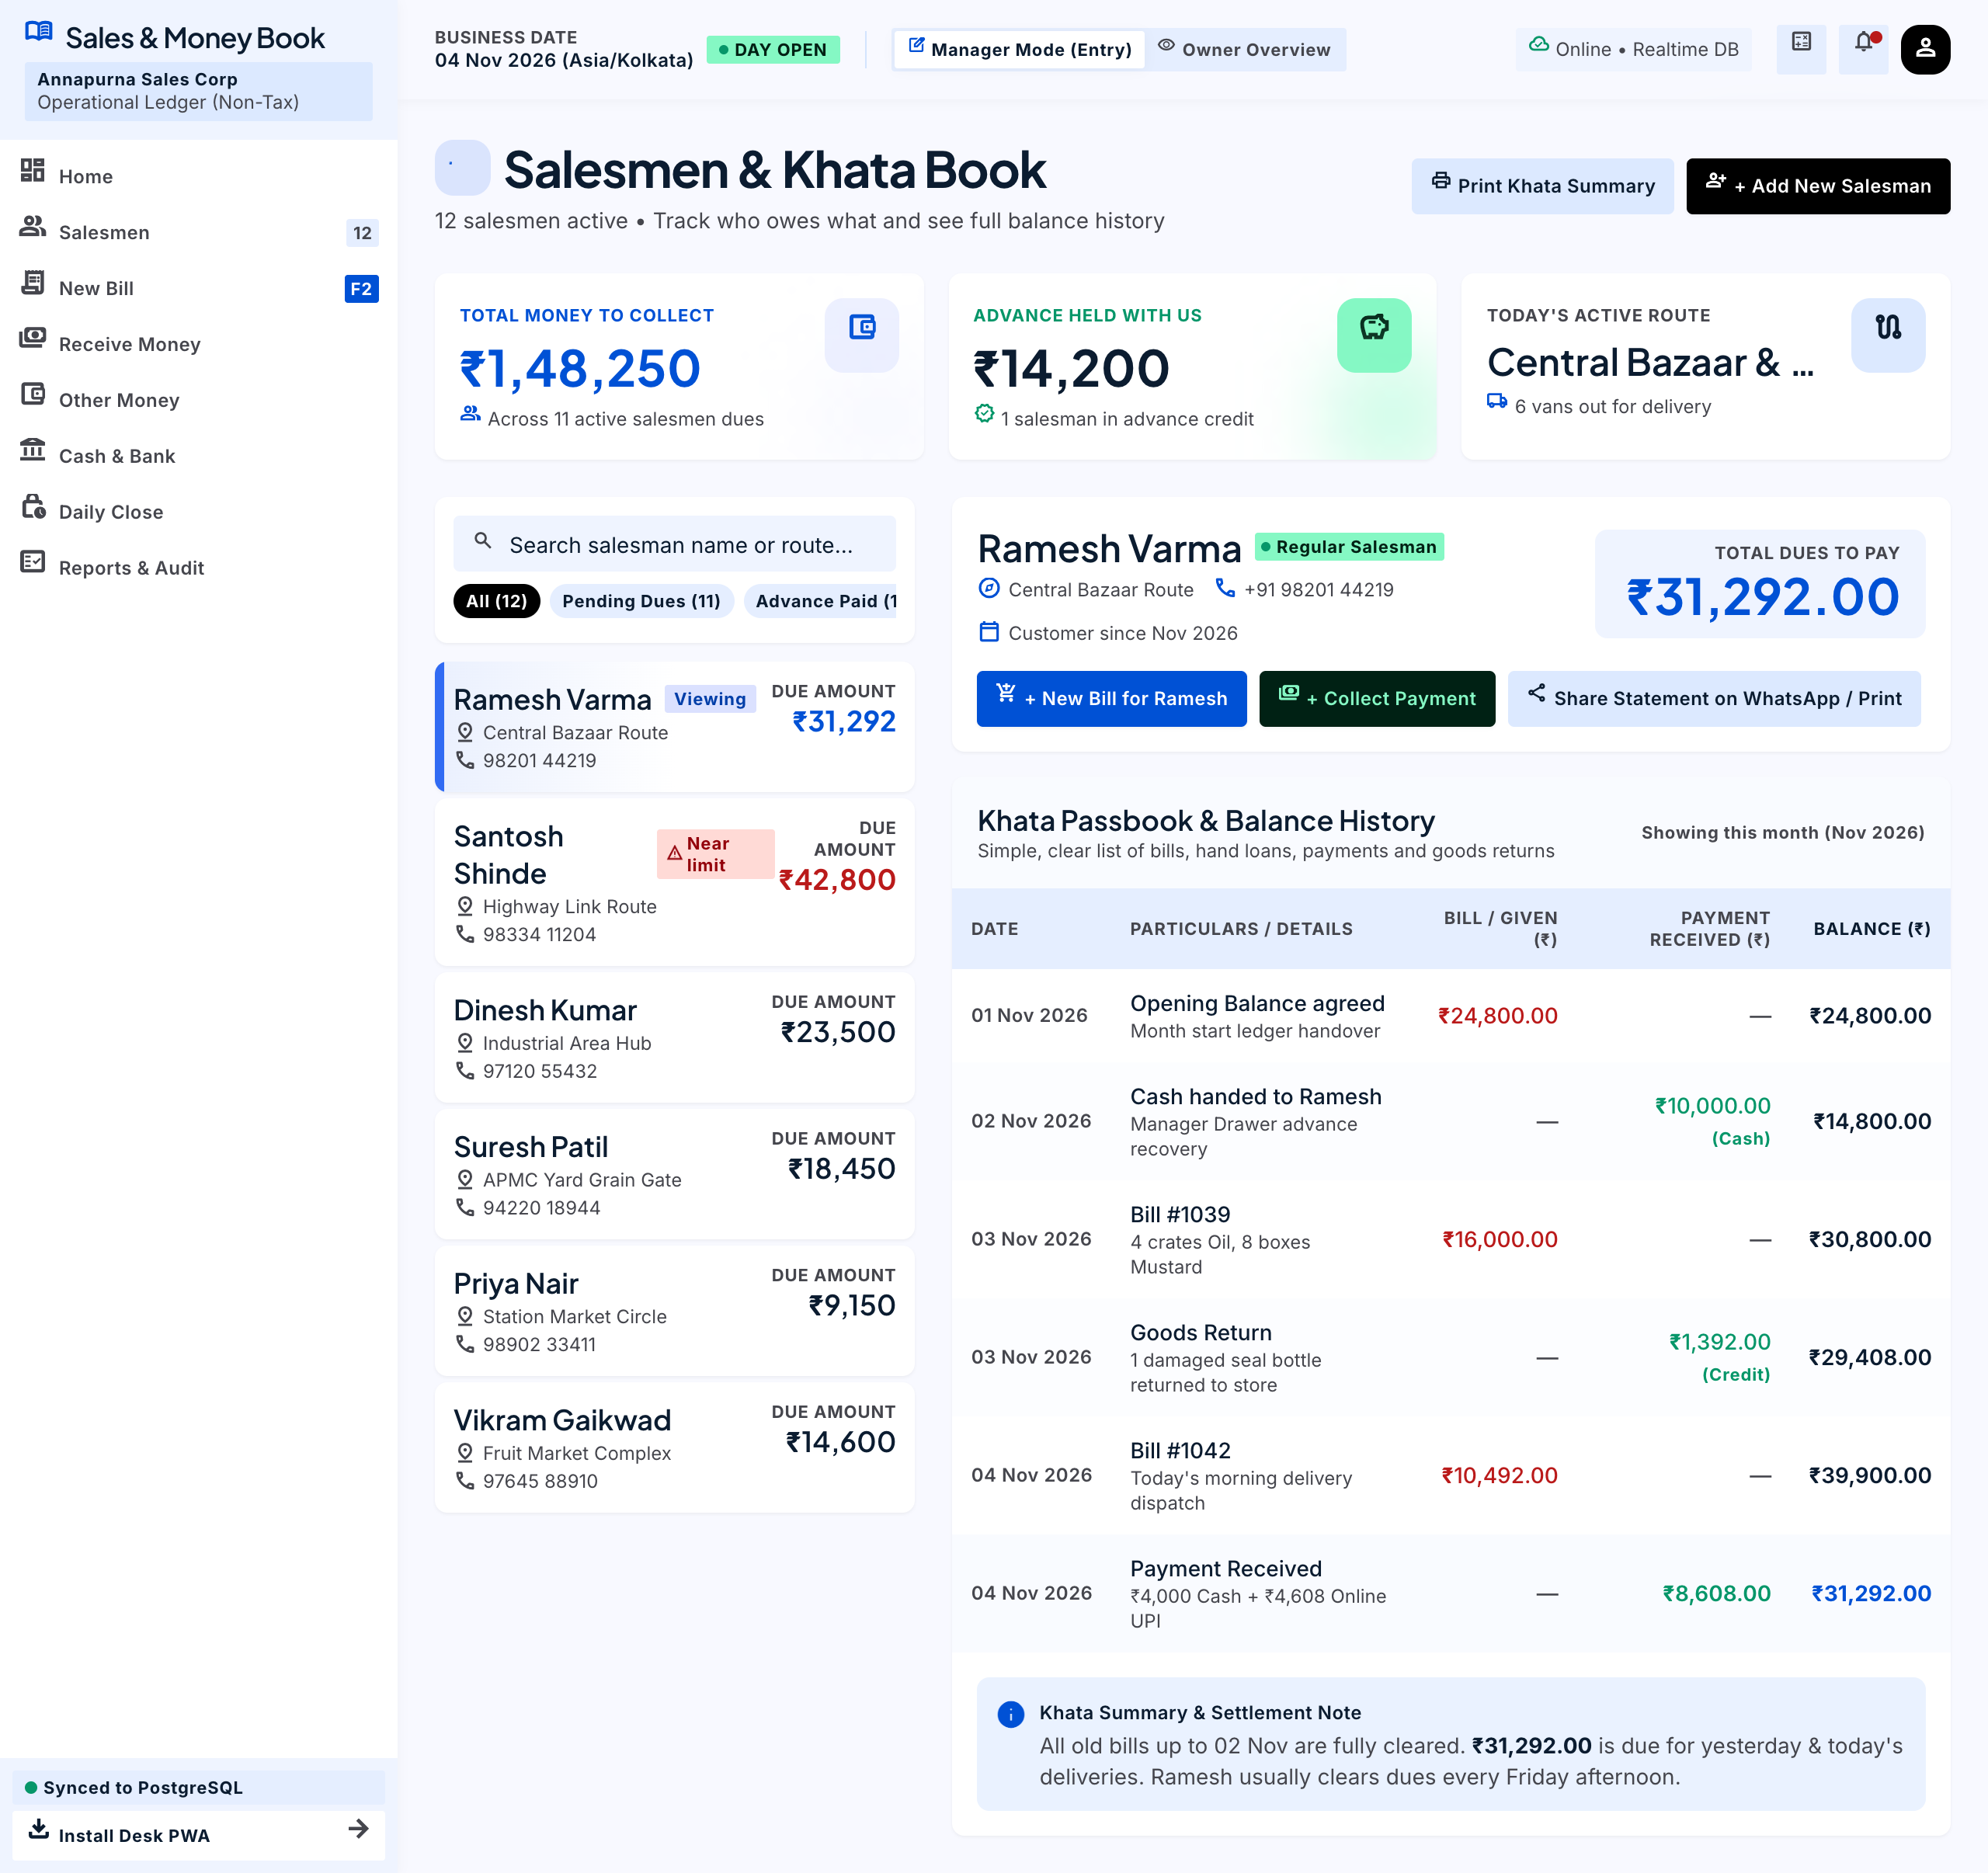 Sales & Money Book
Annapurna Sales Corp
Operational Ledger (Non-Tax)
Home
Salesmen 12
New Bill F2
Receive Money
Other Money
Cash & Bank
Daily Close
Reports & Audit
Synced to PostgreSQL
Install Desk PWA
BUSINESS DATE
04 Nov 2026 (Asia/Kolkata)
DAY OPEN
Manager Mode (Entry)
Owner Overview
Online • Realtime DB
Salesmen & Khata Book
12 salesmen active • Track who owes what and see full balance history
Print Khata Summary
+ Add New Salesman
TOTAL MONEY TO COLLECT
₹1,48,250
Across 11 active salesmen dues
ADVANCE HELD WITH US
₹14,200
1 salesman in advance credit
TODAY'S ACTIVE ROUTE
Central Bazaar & ...
6 vans out for delivery
Search salesman name or route...
All (12)
Pending Dues (11)
Advance Paid (1
Ramesh Varma
Viewing
DUE AMOUNT
₹31,292
Central Bazaar Route
98201 44219
Santosh
Shinde
Near
limit
DUE
AMOUNT
₹42,800
Highway Link Route
98334 11204
Dinesh Kumar
DUE AMOUNT
₹23,500
Industrial Area Hub
97120 55432
Suresh Patil
DUE AMOUNT
₹18,450
APMC Yard Grain Gate
94220 18944
Priya Nair
DUE AMOUNT
₹9,150
Station Market Circle
98902 33411
Vikram Gaikwad
DUE AMOUNT
₹14,600
Fruit Market Complex
97645 88910
Ramesh Varma
Regular Salesman
Central Bazaar Route
+91 98201 44219
Customer since Nov 2026
TOTAL DUES TO PAY
₹31,292.00
+ New Bill for Ramesh
+ Collect Payment
Share Statement on WhatsApp / Print
Khata Passbook & Balance History
Simple, clear list of bills, hand loans, payments and goods returns
Showing this month (Nov 2026)
DATE
PARTICULARS / DETAILS
BILL / GIVEN
(₹)
PAYMENT
RECEIVED (₹)
BALANCE (₹)
01 Nov 2026
Opening Balance agreed
Month start ledger handover
₹24,800.00
—
₹24,800.00
02 Nov 2026
Cash handed to Ramesh
Manager Drawer advance
recovery
—
₹10,000.00
(Cash)
₹14,800.00
03 Nov 2026
Bill #1039
4 crates Oil, 8 boxes
Mustard
₹16,000.00
—
₹30,800.00
03 Nov 2026
Goods Return
1 damaged seal bottle
returned to store
—
₹1,392.00
(Credit)
₹29,408.00
04 Nov 2026
Bill #1042
Today's morning delivery
dispatch
₹10,492.00
—
₹39,900.00
04 Nov 2026
Payment Received
₹4,000 Cash + ₹4,608 Online
UPI
—
₹8,608.00
₹31,292.00
Khata Summary & Settlement Note
All old bills up to 02 Nov are fully cleared. ₹31,292.00 is due for yesterday & today's
deliveries. Ramesh usually clears dues every Friday afternoon.